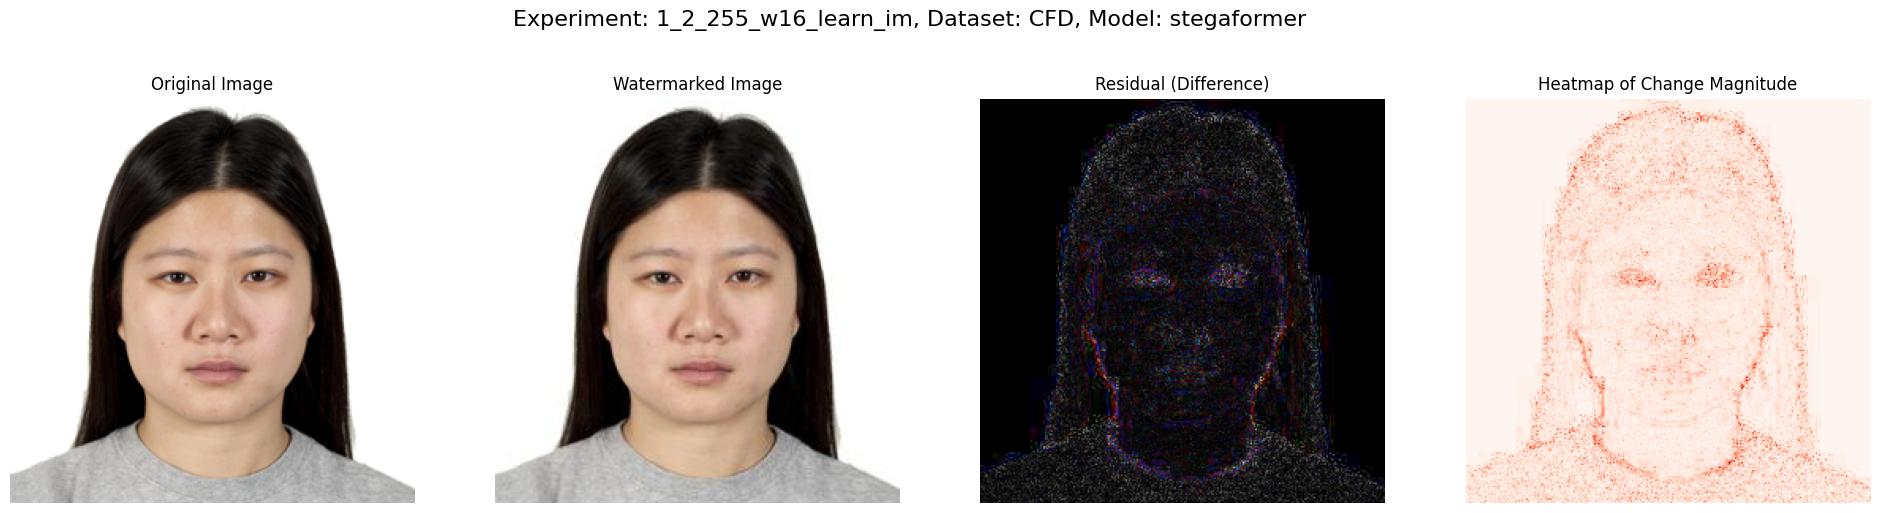 Experiment: 1_2_255_w16_learn_im, Dataset: CFD, Model: stegaformer
Original Image
Watermarked Image
Residual (Difference)
Heatmap of Change Magnitude